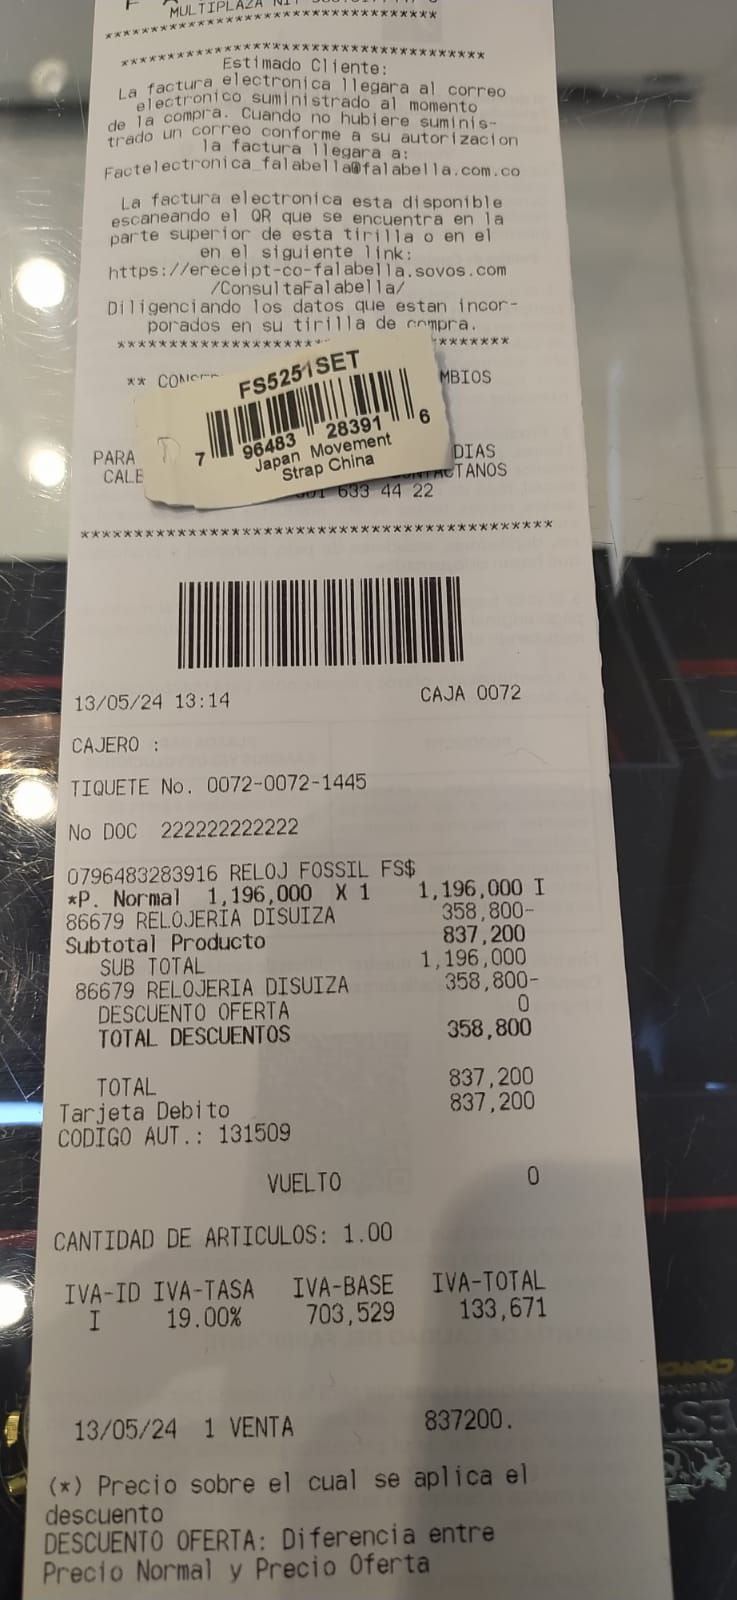 MULTIPLAZA
************************************
****************************************
Estimado Cliente:
La factura electronica llegara al correo
electronico suministrado al momento
de la compra. Cuando no hubiere suminis-
trado un correo conforme a su autorizacion
la factura llegara a:
Factelectronica_falabella@falabella.com.co
La factura electronica esta disponible
escaneando el QR que se encuentra en la
parte superior de esta tirilla o en el
en el siguiente link:
https://ereceipt-co-falabella.sovos.com
/ConsultaFalabella/
Diligenciando los datos que estan incor-
porados en su tirilla de compra.
** MBIOS
FS5251SET
7 96483 28391 6
Japan Movement
Strap China
PARA DIAS
CALE CTANOS
633 44 22
******************************************
13/05/24 13:14 CAJA 0072
CAJERO :
TIQUETE No. 0072-0072-1445
No DOC 222222222222
0796483283916 RELOJ FOSSIL FS$
*P. Normal 1,196,000 X 1 1,196,000 I
86679 RELOJERIA DISUIZA 358,800-
Subtotal Producto 837,200
SUB TOTAL 1,196,000
86679 RELOJERIA DISUIZA 358,800-
DESCUENTO OFERTA 0
TOTAL DESCUENTOS 358,800
TOTAL 837,200
Tarjeta Debito 837,200
CODIGO AUT.: 131509
VUELTO 0
CANTIDAD DE ARTICULOS: 1.00
IVA-ID IVA-TASA IVA-BASE IVA-TOTAL
I 19.00% 703,529 133,671
13/05/24 1 VENTA 837200.
(*) Precio sobre el cual se aplica el
descuento
DESCUENTO OFERTA: Diferencia entre
Precio Normal y Precio Oferta